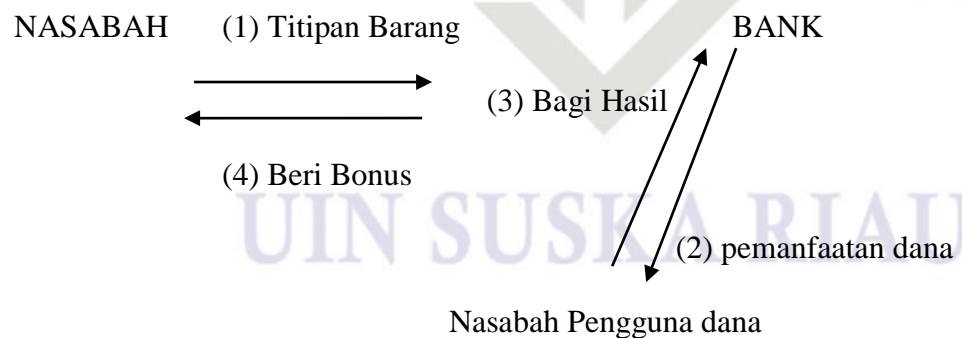 NASABAH (1) Titipan Barang BANK
(3) Bagi Hasil
(4) Beri Bonus
UIN SUSKA RIAU
(2) pemanfaatan dana
Nasabah Pengguna dana